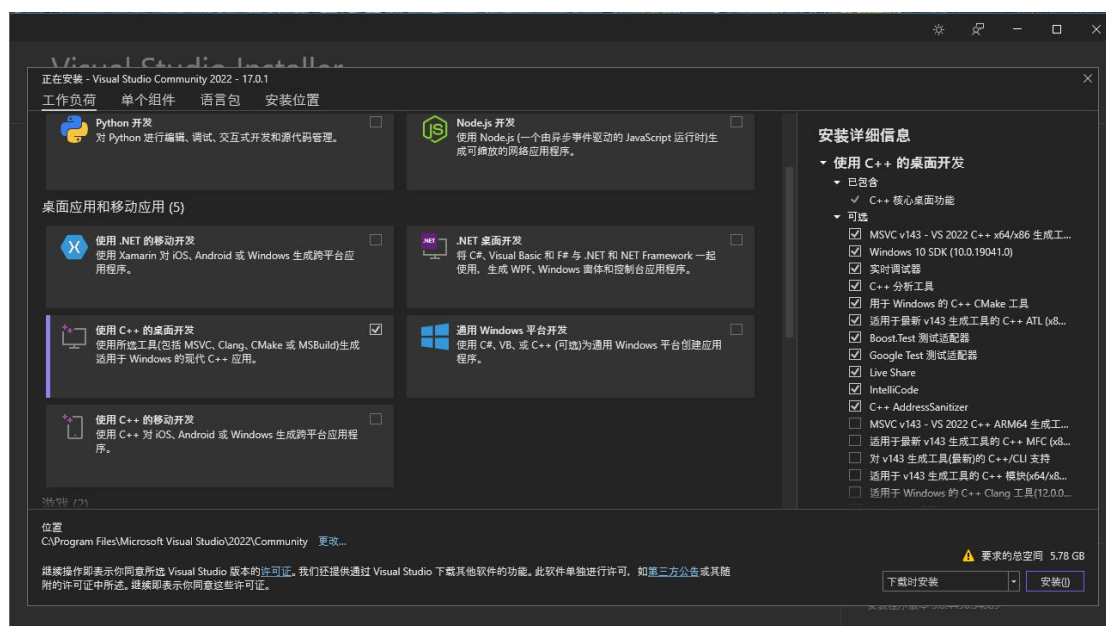 Visual Studio Installer
正在安装 - Visual Studio Community 2022 - 17.0.1
工作负荷 单个组件 语言包 安装位置
Python 开发
对 Python 进行编辑、调试、交互式开发和源代码管理。
Node.js 开发
使用 Node.js (一个由异步事件驱动的 JavaScript 运行时)生
成可缩放的网络应用程序。
桌面应用和移动应用 (5)
使用 .NET 的移动开发
使用 Xamarin 对 iOS、Android 或 Windows 生成跨平台应
用程序。
.NET
.NET 桌面开发
将 C#、Visual Basic 和 F# 与 .NET 和 .NET Framework 一起
使用，生成 WPF、Windows 窗体和控制台应用程序。
使用 C++ 的桌面开发
使用所选工具(包括 MSVC、Clang、CMake 或 MSBuild)生成
适用于 Windows 的现代 C++ 应用。
通用 Windows 平台开发
使用 C#、VB、或 C++ (可选)为通用 Windows 平台创建应用
程序。
使用 C++ 的移动开发
使用 C++ 对 iOS、Android 或 Windows 生成跨平台应用程
序。
游戏 (2)
安装详细信息
使用 C++ 的桌面开发
已包含
C++ 核心桌面功能
可选
MSVC v143 - VS 2022 C++ x64/x86 生成工...
Windows 10 SDK (10.0.19041.0)
实时调试器
C++ 分析工具
用于 Windows 的 C++ CMake 工具
适用于最新 v143 生成工具的 C++ ATL (x8...
Boost.Test 测试适配器
Google Test 测试适配器
Live Share
IntelliCode
C++ AddressSanitizer
MSVC v143 - VS 2022 C++ ARM64 生成工...
适用于最新 v143 生成工具的 C++ MFC (x8...
对 v143 生成工具(最新)的 C++/CLI 支持
适用于 v143 生成工具的 C++ 模块(x64/x8...
适用于 Windows 的 C++ Clang 工具(12.0.0...
位置
C:\Program Files\Microsoft Visual Studio\2022\Community 更改...
继续操作即表示你同意所选 Visual Studio 版本的许可证。我们还提供通过 Visual Studio 下载其他软件的功能。此软件单独进行许可，如第三方公告或其随
附的许可证中所述。继续即表示你同意这些许可证。
要求的总空间 5.78 GB
下载时安装
安装(I)